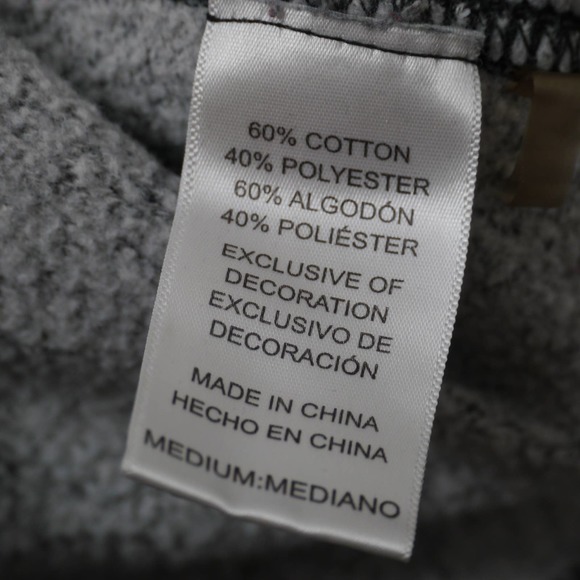 60% COTTON
40% POLYESTER
60% ALGODÓN
40% POLIÉSTER
EXCLUSIVE OF
DECORATION
EXCLUSIVO DE
DECORACIÓN
MADE IN CHINA
HECHO EN CHINA
MEDIUM:MEDIANO